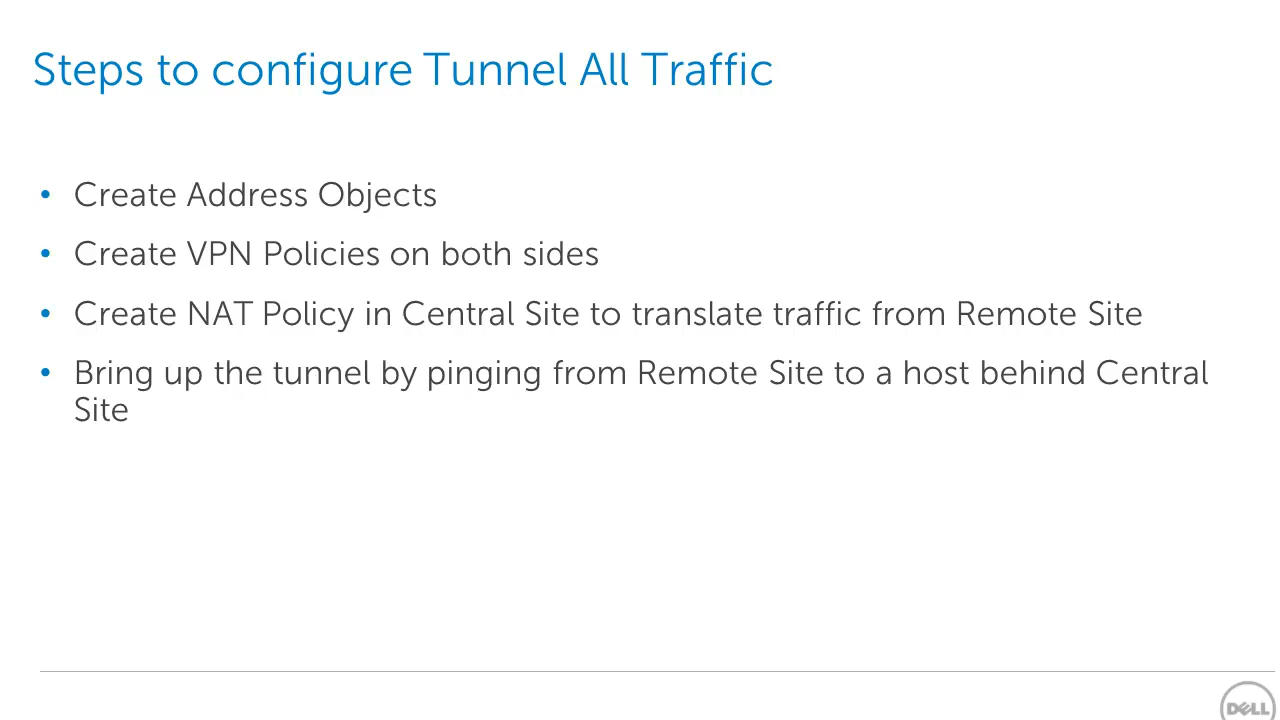 Steps to configure Tunnel All Traffic
• Create Address Objects
• Create VPN Policies on both sides
• Create NAT Policy in Central Site to translate traffic from Remote Site
• Bring up the tunnel by pinging from Remote Site to a host behind Central
Site
DELL